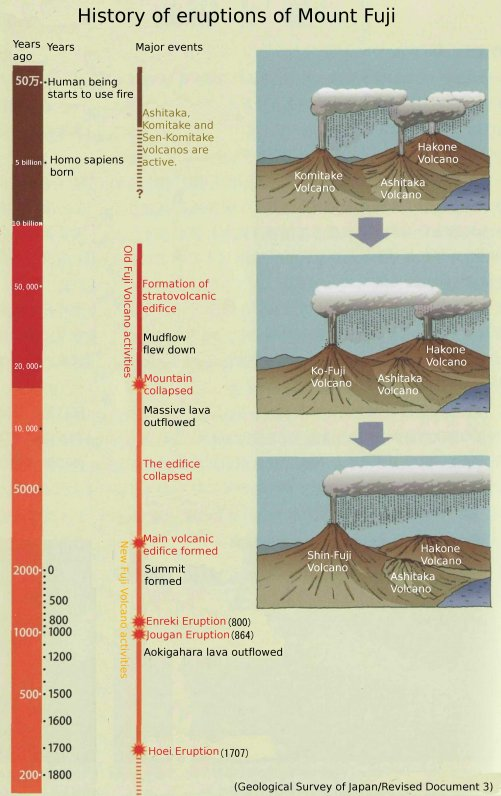 History of eruptions of Mount Fuji
Years
ago
Years
Major events
50万
Human being
starts to use fire
5 billion
Homo sapiens
born
10 billion
50,000
20,000
10,000
5000
2000
1000
500
200
0
500
800
1000
1200
1500
1600
1700
1800
Ashitaka,
Komitake and
Sen-Komitake
volcanos are
active.
?
Old Fuji Volcano activities
Formation of
stratovolcanic
edifice
Mudflow
flew down
Mountain
collapsed
Massive lava
outflowed
The edifice
collapsed
Main volcanic
edifice formed
New Fuji Volcano activities
Summit
formed
Enreki Eruption (800)
Jougan Eruption (864)
Aokigahara lava outflowed
Hoei Eruption (1707)
Komitake
Volcano
Ashitaka
Volcano
Hakone
Volcano
Ko-Fuji
Volcano
Ashitaka
Volcano
Hakone
Volcano
Shin-Fuji
Volcano
Hakone
Volcano
Ashitaka
Volcano
(Geological Survey of Japan/Revised Document 3)